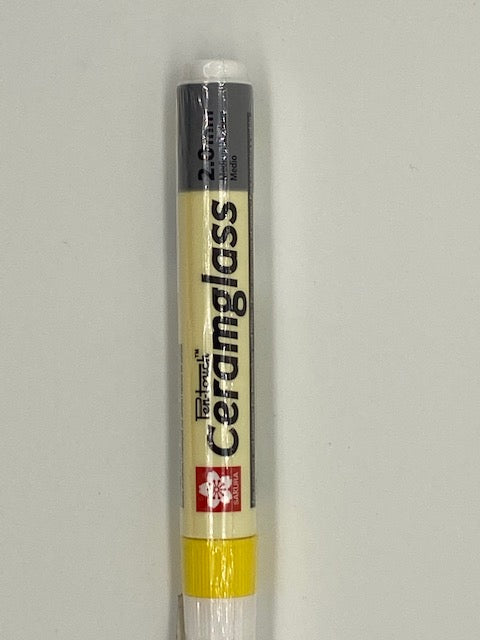 SAKURA
Pen-touch™
Ceramglass
2.0mm
Medio